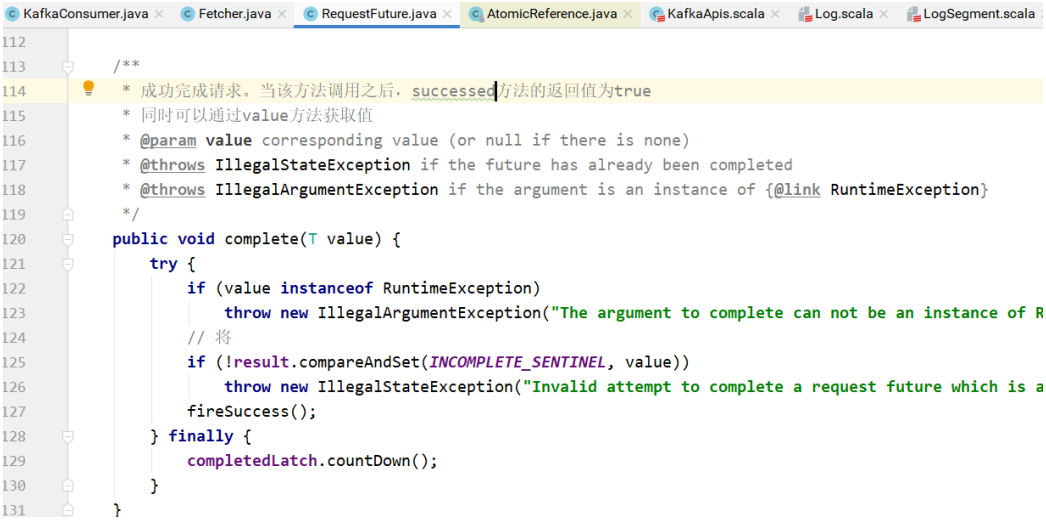 KafkaConsumer.java × Fetcher.java × RequestFuture.java × AtomicReference.java × KafkaApis.scala × Log.scala × LogSegment.scala
112
113 /**
114 * 成功完成请求。当该方法调用之后，successed方法的返回值为true
115 * 同时可以通过value方法获取值
116 * @param value corresponding value (or null if there is none)
117 * @throws IllegalStateException if the future has already been completed
118 * @throws IllegalArgumentException if the argument is an instance of {@link RuntimeException}
119 */
120 public void complete(T value) {
121 try {
122 if (value instanceof RuntimeException)
123 throw new IllegalArgumentException("The argument to complete can not be an instance of R
124 // 将
125 if (!result.compareAndSet(INCOMPLETE_SENTINEL, value))
126 throw new IllegalStateException("Invalid attempt to complete a request future which is a
127 fireSuccess();
128 } finally {
129 completedLatch.countDown();
130 }
131 }